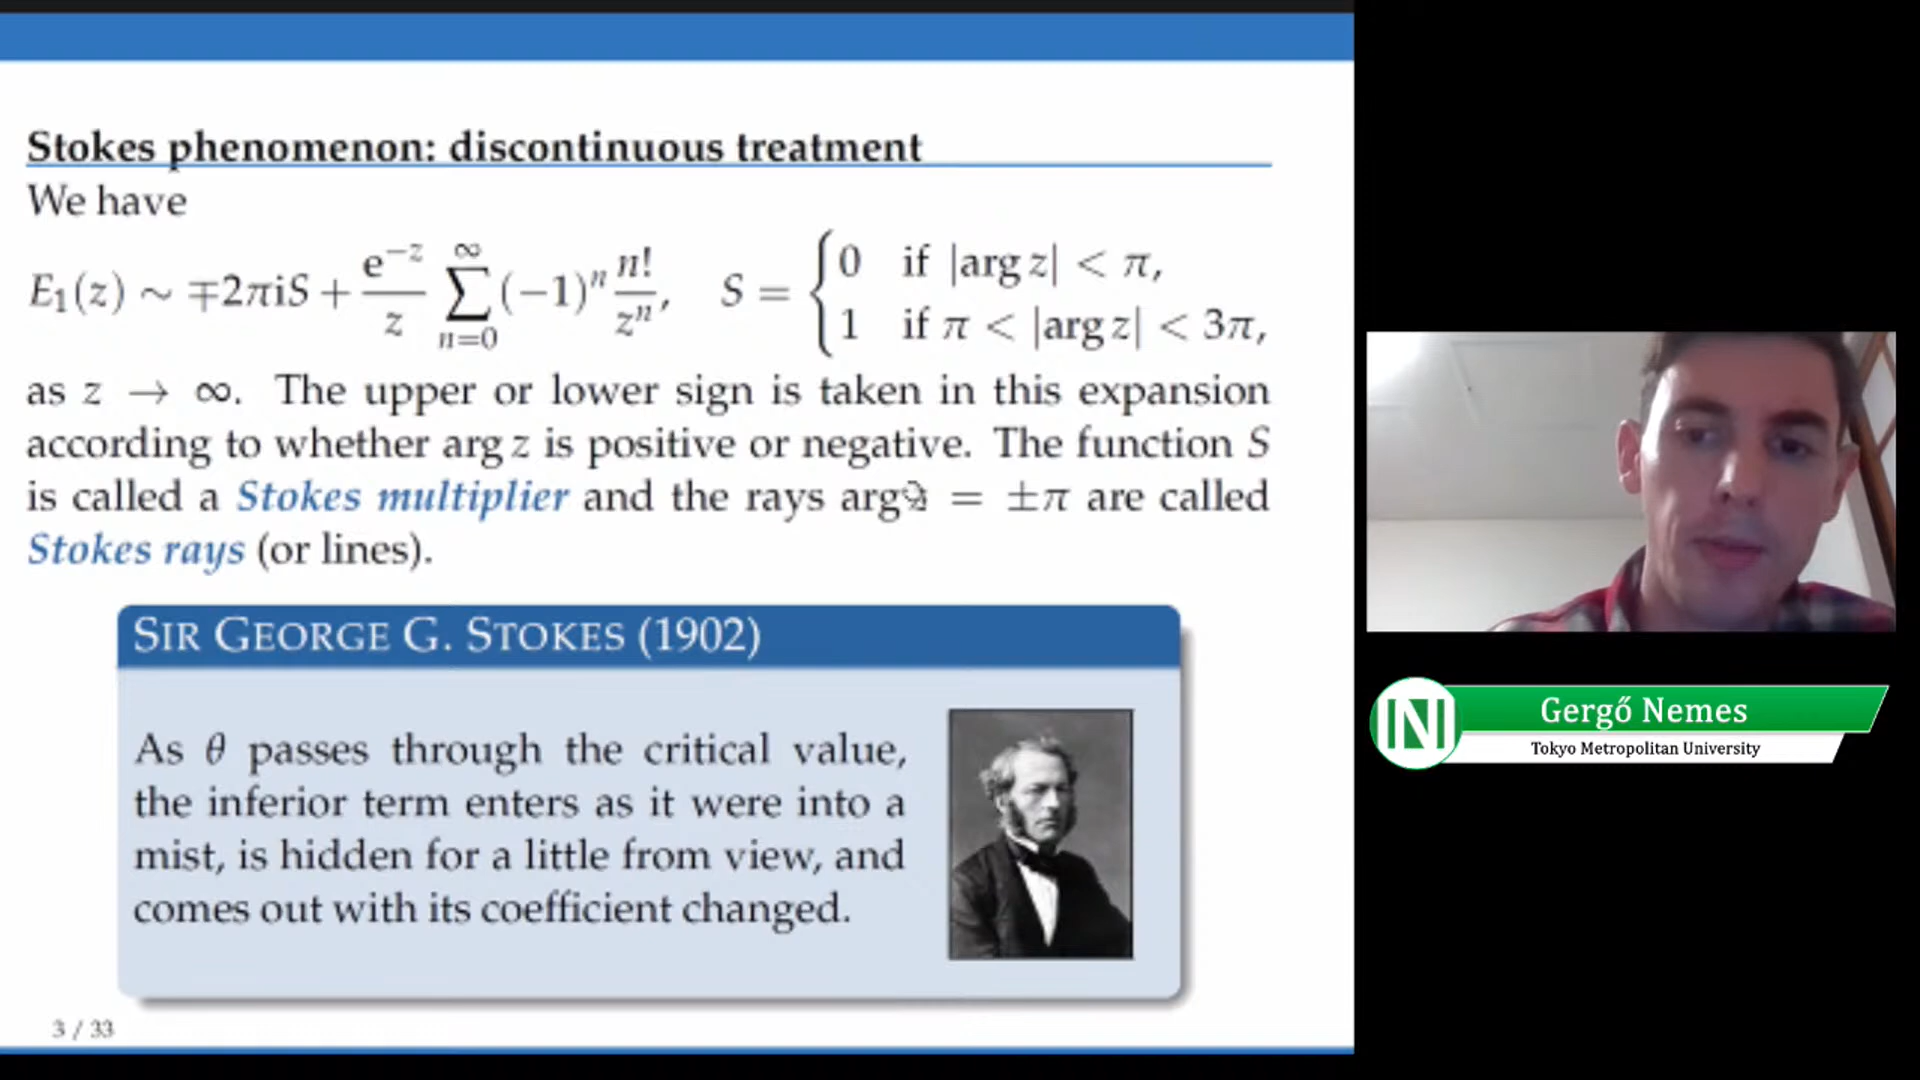 Stokes phenomenon: discontinuous treatment
We have
E₁(z) ∼ ∓2πiS + e⁻ᶻ/z ∑_{n=0}^{∞} (−1)ⁿ n!/zⁿ, S = { 0 if |arg z| < π,
1 if π < |arg z| < 3π,
as z → ∞. The upper or lower sign is taken in this expansion
according to whether arg z is positive or negative. The function S
is called a Stokes multiplier and the rays arg z = ±π are called
Stokes rays (or lines).
SIR GEORGE G. STOKES (1902)
As θ passes through the critical value,
the inferior term enters as it were into a
mist, is hidden for a little from view, and
comes out with its coefficient changed.
3 / 33
INI
Gergő Nemes
Tokyo Metropolitan University